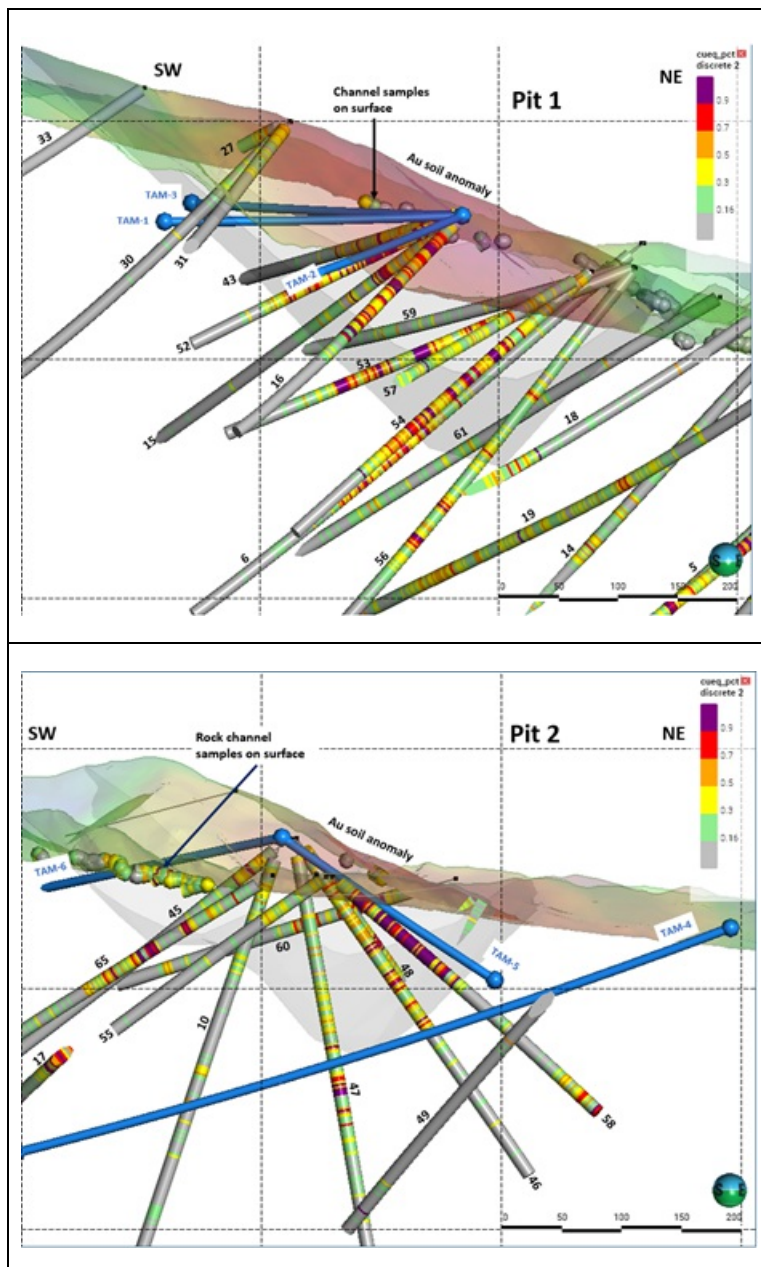 SW
Channel samples
on surface
Pit 1
NE
cueq_pct
discrete 2
0.9
0.7
0.5
0.3
0.16
33
27
Au soil anomaly
TAM-3
TAM-1
30
31
43
TAM-2
52
59
53
16
57
15
54
61
18
19
6
56
14
5
0 50 100 150 200
SW
Rock channel
samples on surface
Pit 2
NE
cueq_pct
discrete 2
0.9
0.7
0.5
0.3
0.16
Au soil anomaly
TAM-6
45
TAM-4
65
60
TAM-5
48
55
10
17
47
49
58
46
0 50 100 150 200